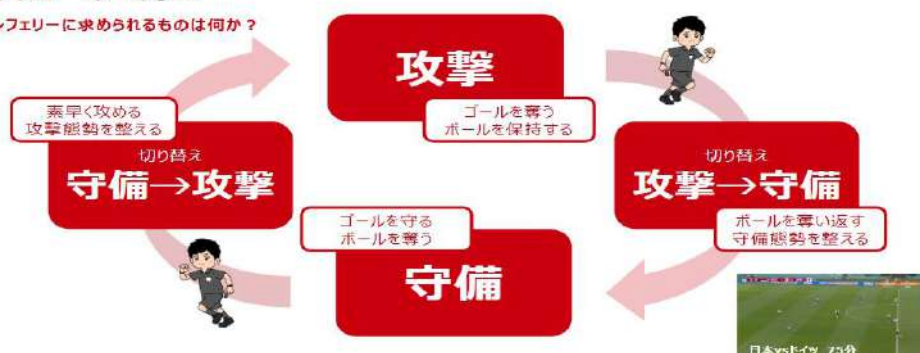 フェリーに求められるものは何か？
攻撃
ゴールを奪う
ボールを保持する
素早く攻める
攻撃態勢を整える
切り替え
守備→攻撃
切り替え
攻撃→守備
ボールを奪い返す
守備態勢を整える
ゴールを守る
ボールを奪う
守備
日本vsドイツ 75分